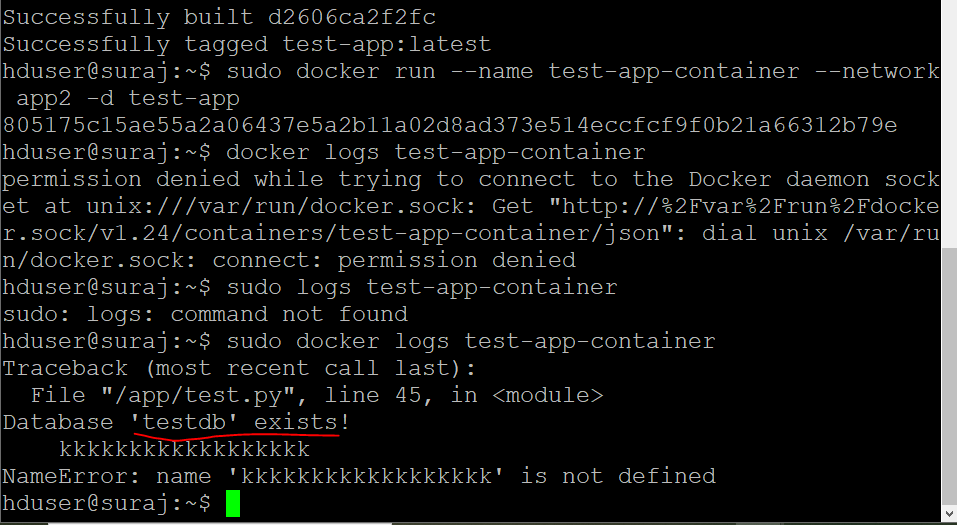 Successfully built d2606ca2f2fc
Successfully tagged test-app:latest
hduser@suraj:~$ sudo docker run --name test-app-container --network
 app2 -d test-app
805175c15ae55a2a06437e5a2b11a02d8ad373e514eccfcf9f0b21a66312b79e
hduser@suraj:~$ docker logs test-app-container
permission denied while trying to connect to the Docker daemon sock
et at unix:///var/run/docker.sock: Get "http://%2Fvar%2Frun%2Fdocke
r.sock/v1.24/containers/test-app-container/json": dial unix /var/ru
n/docker.sock: connect: permission denied
hduser@suraj:~$ sudo logs test-app-container
sudo: logs: command not found
hduser@suraj:~$ sudo docker logs test-app-container
Traceback (most recent call last):
  File "/app/test.py", line 45, in <module>
Database 'testdb' exists!
    kkkkkkkkkkkkkkkkkk
NameError: name 'kkkkkkkkkkkkkkkkkk' is not defined
hduser@suraj:~$